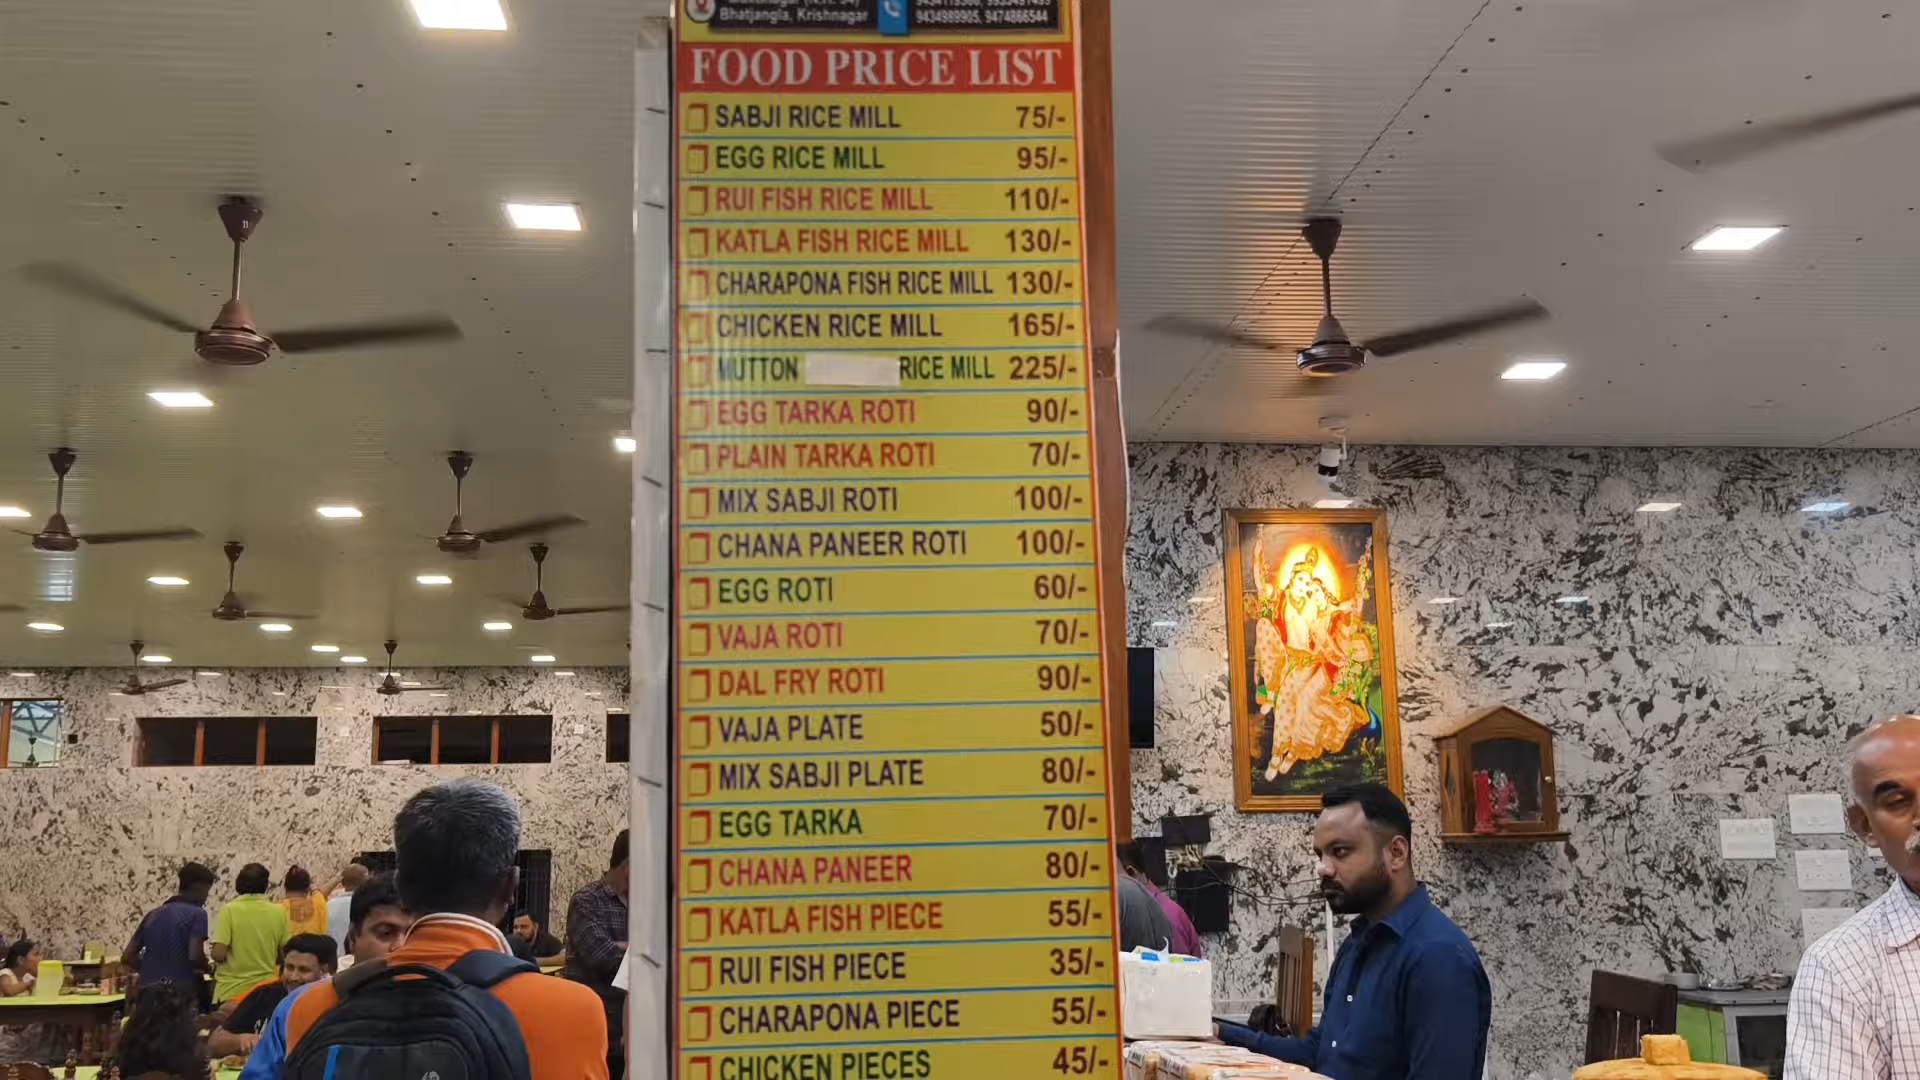 Bhatjangla, Krishnagar
9434989905, 9474866544
FOOD PRICE LIST
SABJI RICE MILL 75/-
EGG RICE MILL 95/-
RUI FISH RICE MILL 110/-
KATLA FISH RICE MILL 130/-
CHARAPONA FISH RICE MILL 130/-
CHICKEN RICE MILL 165/-
MUTTON RICE MILL 225/-
EGG TARKA ROTI 90/-
PLAIN TARKA ROTI 70/-
MIX SABJI ROTI 100/-
CHANA PANEER ROTI 100/-
EGG ROTI 60/-
VAJA ROTI 70/-
DAL FRY ROTI 90/-
VAJA PLATE 50/-
MIX SABJI PLATE 80/-
EGG TARKA 70/-
CHANA PANEER 80/-
KATLA FISH PIECE 55/-
RUI FISH PIECE 35/-
CHARAPONA PIECE 55/-
CHICKEN PIECES 45/-